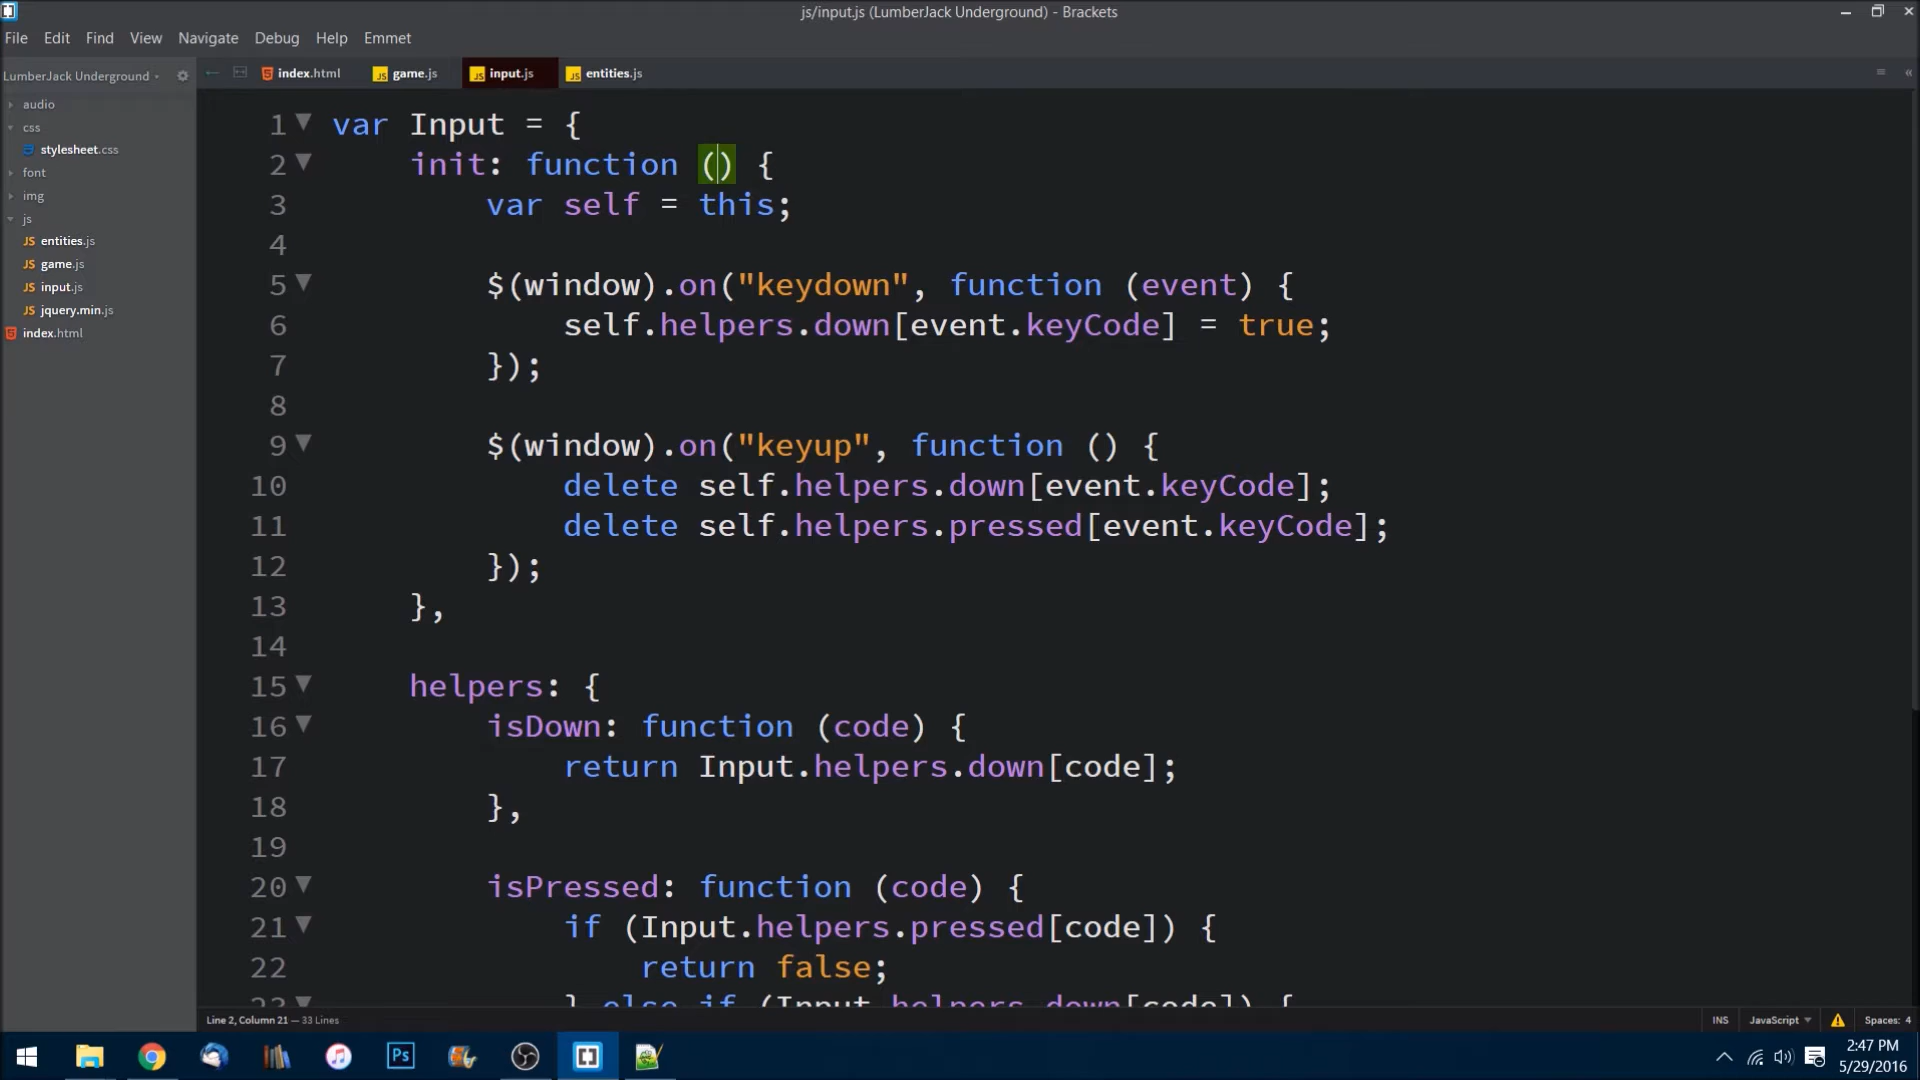 js/input.js (LumberJack Underground) - Brackets
File Edit Find View Navigate Debug Help Emmet
LumberJack Underground
index.html game.js input.js entities.js
audio
css
stylesheet.css
font
img
js
JS entities.js
JS game.js
JS input.js
JS jquery.min.js
index.html
1 var Input = {
2 init: function () {
3 var self = this;
4
5 $(window).on("keydown", function (event) {
6 self.helpers.down[event.keyCode] = true;
7 });
8
9 $(window).on("keyup", function () {
10 delete self.helpers.down[event.keyCode];
11 delete self.helpers.pressed[event.keyCode];
12 });
13 },
14
15 helpers: {
16 isDown: function (code) {
17 return Input.helpers.down[code];
18 },
19
20 isPressed: function (code) {
21 if (Input.helpers.pressed[code]) {
22 return false;
23 } else if (Input.helpers.down[code]) {
Line 2, Column 21 — 33 Lines
INS JavaScript Spaces: 4
Ps
2:47 PM
5/29/2016